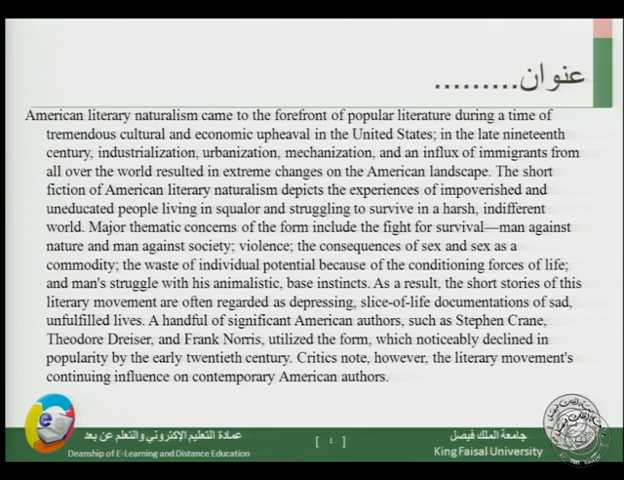 عنوان.........
American literary naturalism came to the forefront of popular literature during a time of
tremendous cultural and economic upheaval in the United States; in the late nineteenth
century, industrialization, urbanization, mechanization, and an influx of immigrants from
all over the world resulted in extreme changes on the American landscape. The short
fiction of American literary naturalism depicts the experiences of impoverished and
uneducated people living in squalor and struggling to survive in a harsh, indifferent
world. Major thematic concerns of the form include the fight for survival—man against
nature and man against society; violence; the consequences of sex and sex as a
commodity; the waste of individual potential because of the conditioning forces of life;
and man's struggle with his animalistic, base instincts. As a result, the short stories of this
literary movement are often regarded as depressing, slice-of-life documentations of sad,
unfulfilled lives. A handful of significant American authors, such as Stephen Crane,
Theodore Dreiser, and Frank Norris, utilized the form, which noticeably declined in
popularity by the early twentieth century. Critics note, however, the literary movement's
continuing influence on contemporary American authors.
عمادة التعليم الإلكتروني والتعلم عن بعد
Deanship of E-Learning and Distance Education
[ ٤ ]
جامعة الملك فيصل
King Faisal University